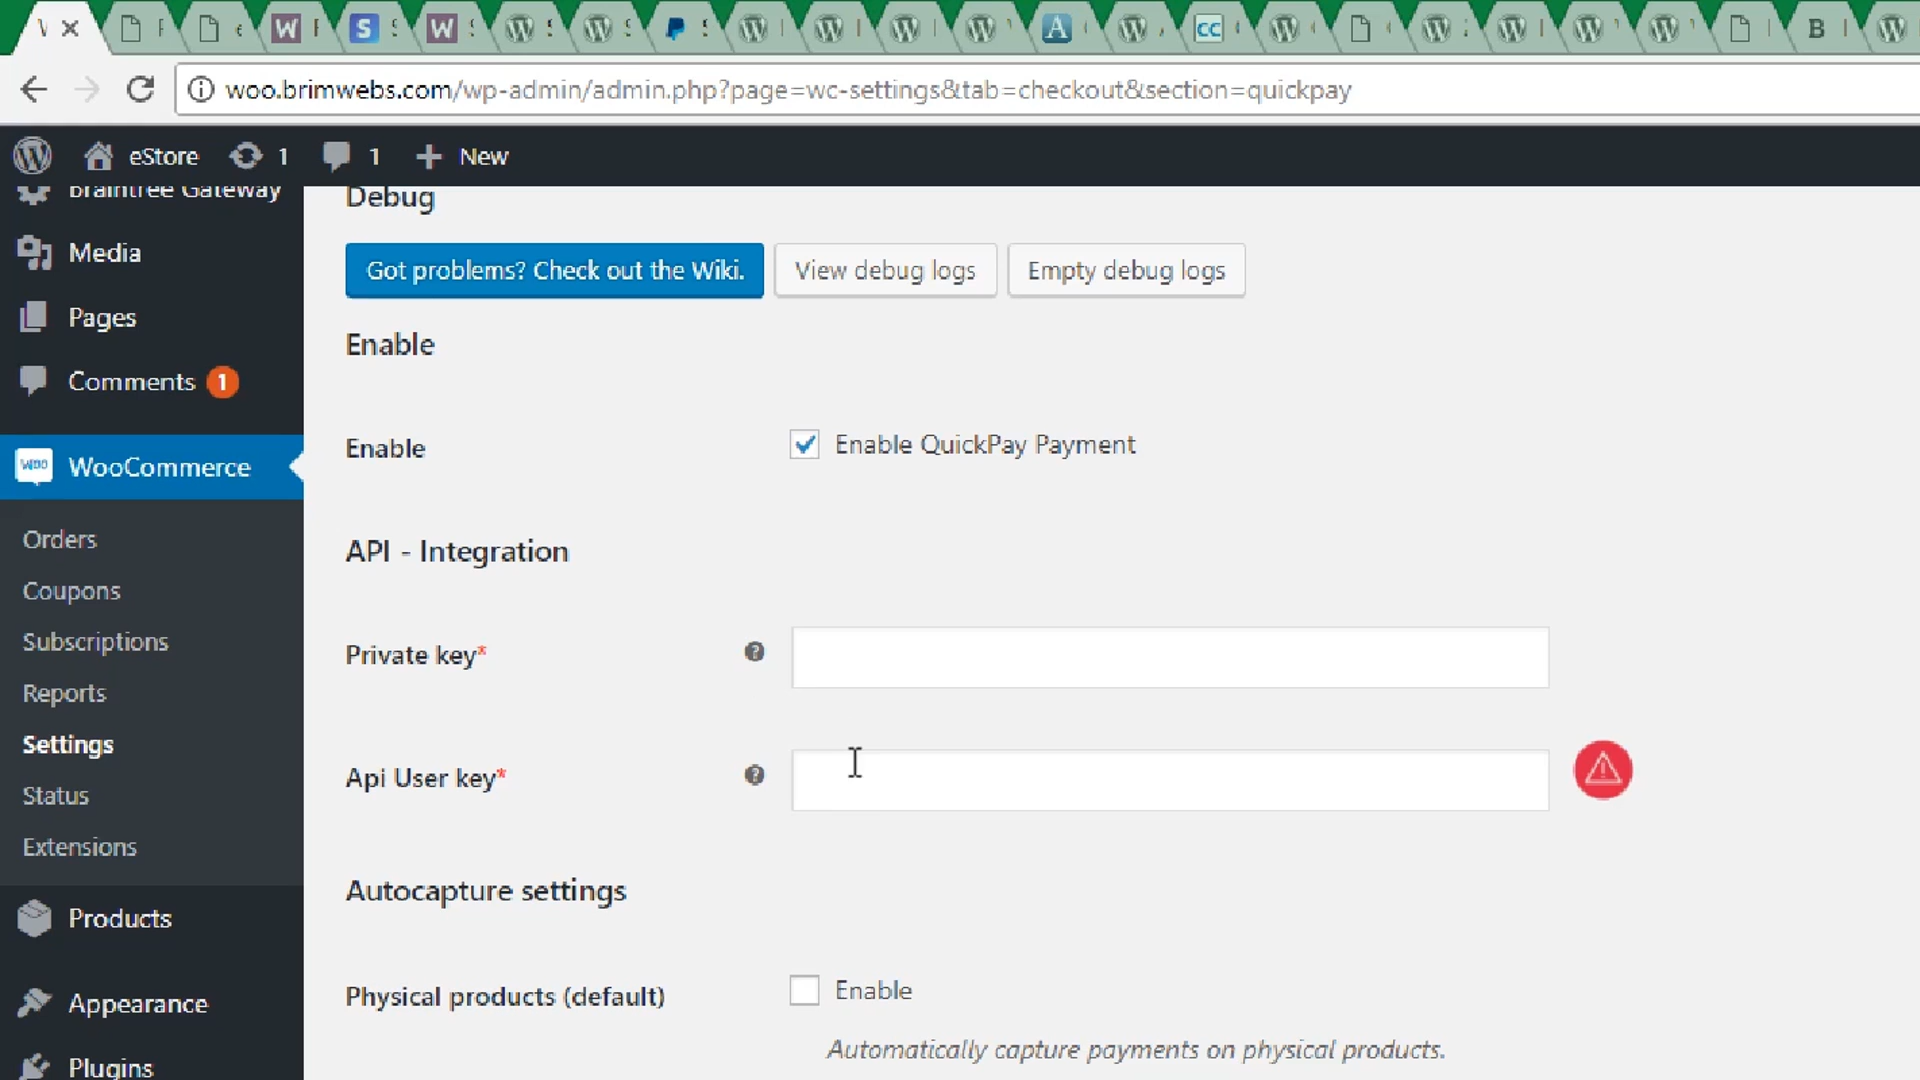 woo.brimwebs.com/wp-admin/admin.php?page=wc-settings&tab=checkout&section=quickpay
eStore 1 1 New
Braintree Gateway
Debug
Media
Got problems? Check out the Wiki. View debug logs Empty debug logs
Pages
Enable
Comments 1
Enable Enable QuickPay Payment
WooCommerce
Orders
API - Integration
Coupons
Subscriptions
Private key*
Reports
Settings
Api User key*
Status
Extensions
Autocapture settings
Products
Physical products (default) Enable
Appearance
Automatically capture payments on physical products.
Plugins